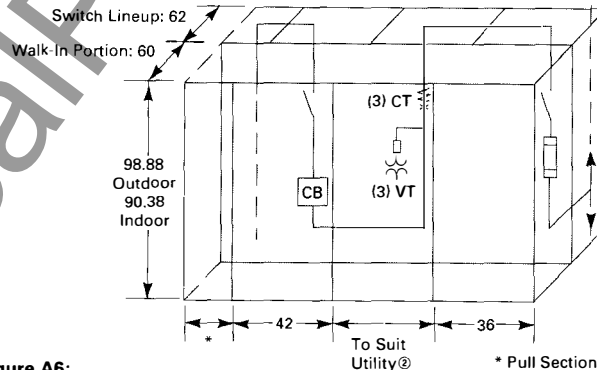 Switch Lineup: 62
Walk-In Portion: 60
(3) CT
98.88
Outdoor
90.38
Indoor
CB
(3) VT
*
42
36
To Suit
Utility②
* Pull Section